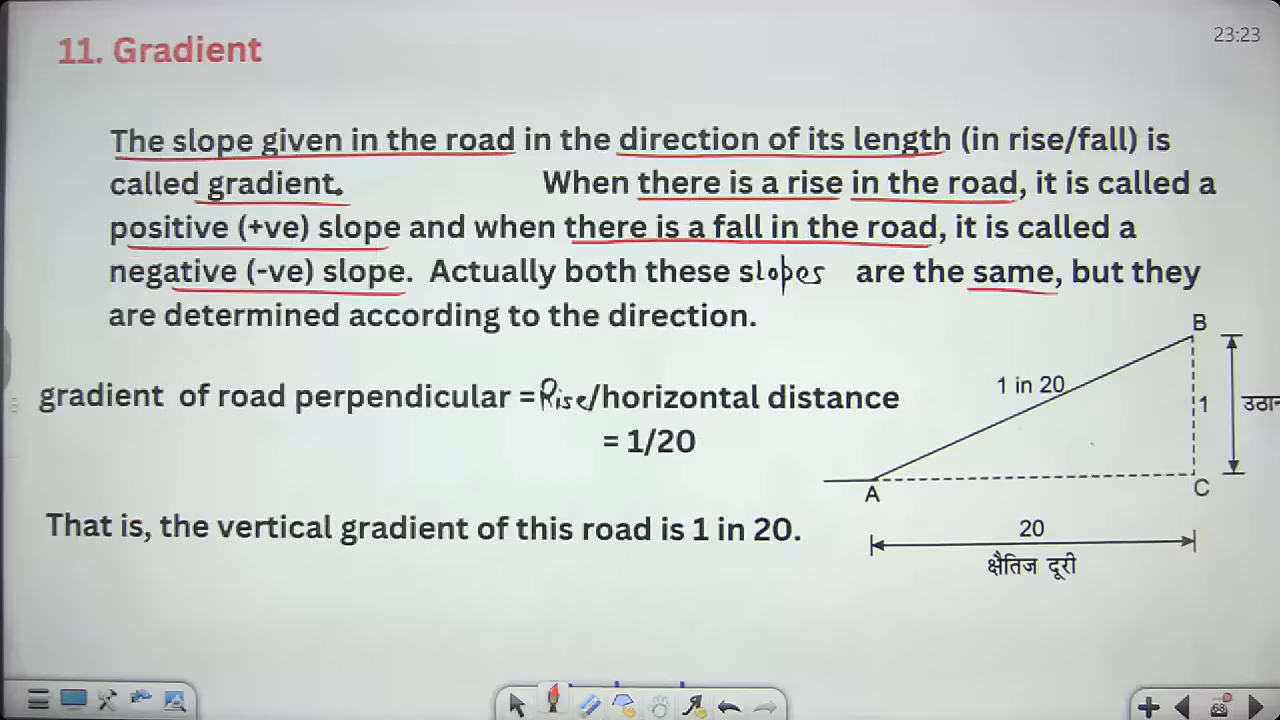 11. Gradient
23:23
The slope given in the road in the direction of its length (in rise/fall) is
called gradient. When there is a rise in the road, it is called a
positive (+ve) slope and when there is a fall in the road, it is called a
negative (-ve) slope. Actually both these slopes are the same, but they
are determined according to the direction.
gradient of road perpendicular = Rise/horizontal distance
= 1/20
That is, the vertical gradient of this road is 1 in 20.
B
1 in 20
1
A
C
20
क्षैतिज दूरी
68